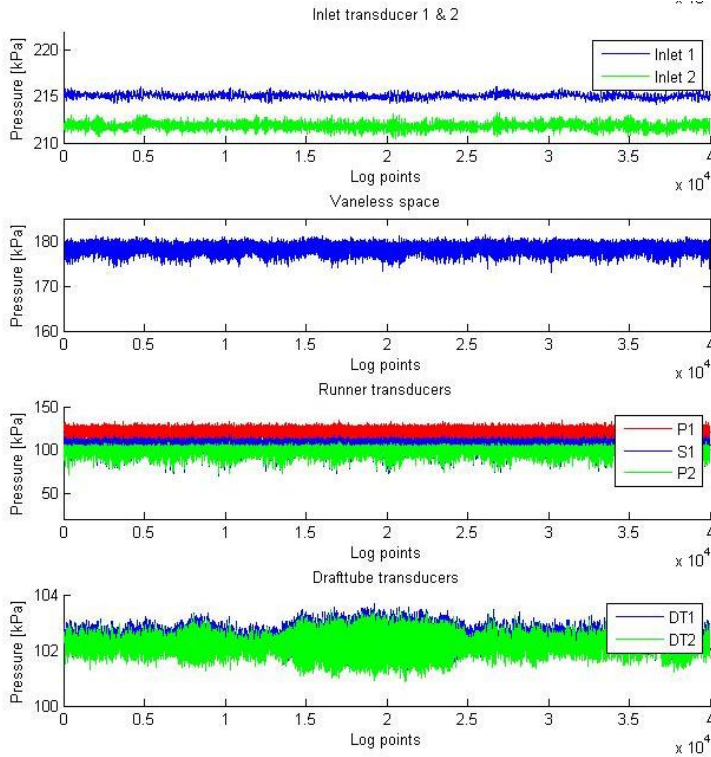 Inlet transducer 1 & 2
Pressure [kPa]
220
215
210
Inlet 1
Inlet 2
0 0.5 1 1.5 2 2.5 3 3.5 4
Log points
x 10^4
Vaneless space
Pressure [kPa]
180
170
160
0 0.5 1 1.5 2 2.5 3 3.5 4
Log points
x 10^4
Runner transducers
Pressure [kPa]
150
100
50
P1
S1
P2
0 0.5 1 1.5 2 2.5 3 3.5 4
Log points
x 10^4
Drafttube transducers
Pressure [kPa]
104
102
100
DT1
DT2
0 0.5 1 1.5 2 2.5 3 3.5 4
Log points
x 10^4